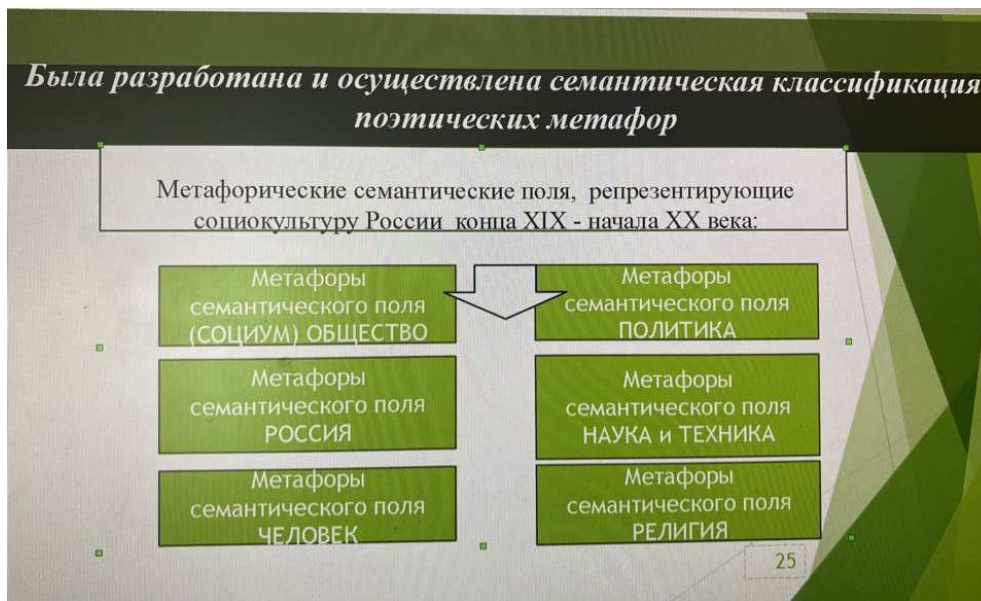 Была разработана и осуществлена семантическая классификация
поэтических метафор
Метафорические семантические поля, репрезентирующие
социокультуру России конца XIX - начала XX века:
Метафоры
семантического поля
(СОЦИУМ) ОБЩЕСТВО
Метафоры
семантического поля
ПОЛИТИКА
Метафоры
семантического поля
РОССИЯ
Метафоры
семантического поля
НАУКА и ТЕХНИКА
Метафоры
семантического поля
ЧЕЛОВЕК
Метафоры
семантического поля
РЕЛИГИЯ
25